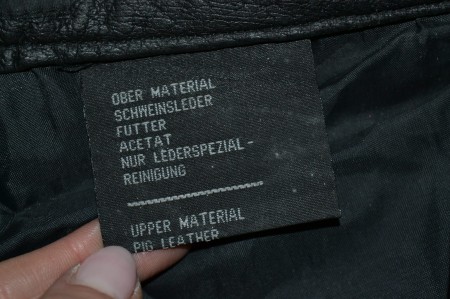 OBER MATERIAL
SCHWEINSLEDER
FUTTER
ACETAT
NUR LEDERSPEZIAL-
REINIGUNG
UPPER MATERIAL
PIG LEATHER